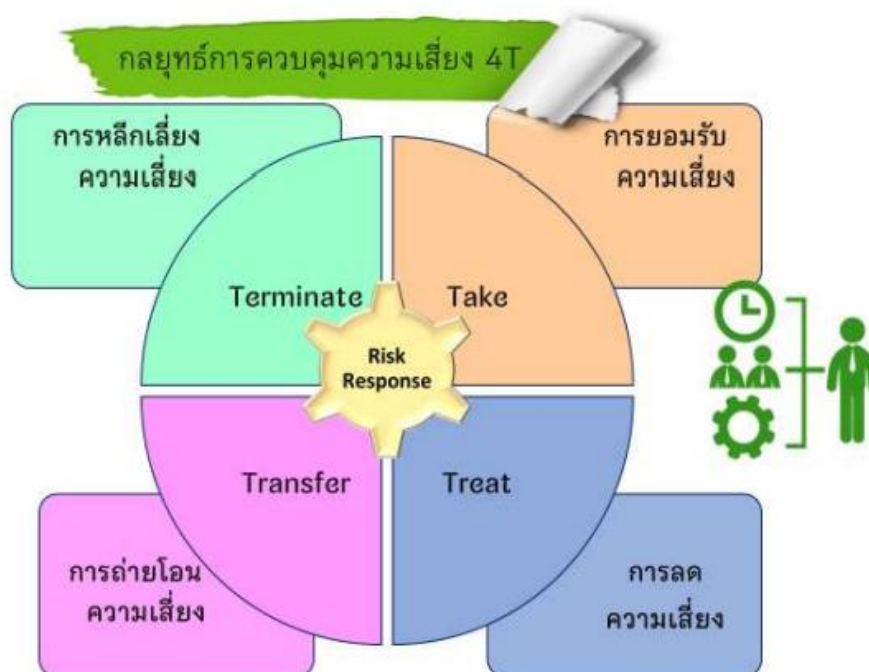 กลยุทธ์การควบคุมความเสี่ยง 4T
การหลีกเลี่ยง
ความเสี่ยง
การยอมรับ
ความเสี่ยง
Terminate
Take
Risk
Response
Transfer
Treat
การถ่ายโอน
ความเสี่ยง
การลด
ความเสี่ยง